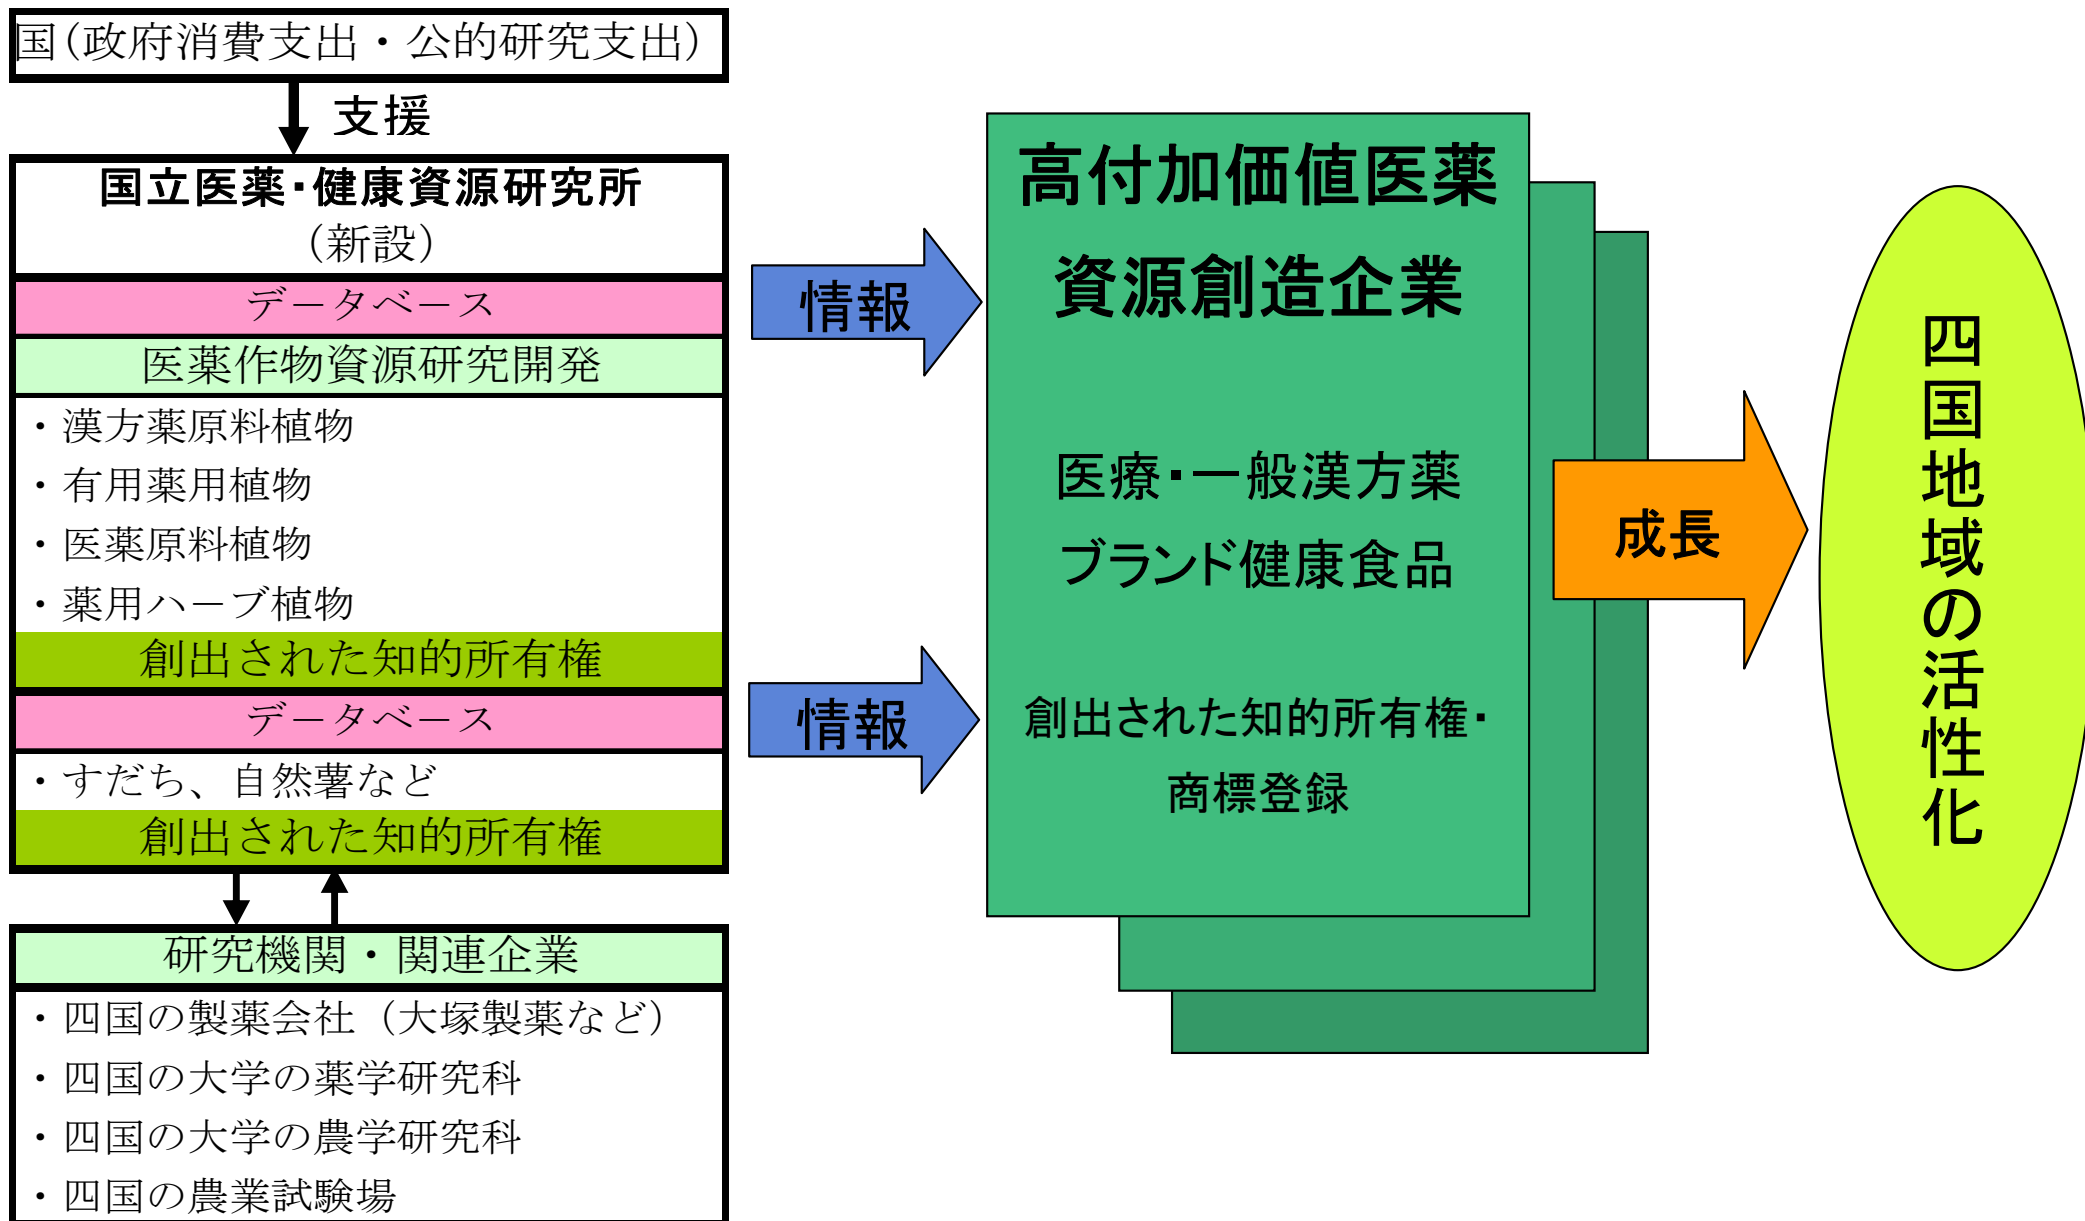 国(政府消費支出・公的研究支出)
支援
国立医薬・健康資源研究所
(新設)
データベース
医薬作物資源研究開発
・漢方薬原料植物
・有用薬用植物
・医薬原料植物
・薬用ハーブ植物
創出された知的所有権
データベース
・すだち、自然薯など
創出された知的所有権
研究機関・関連企業
・四国の製薬会社（大塚製薬など）
・四国の大学の薬学研究科
・四国の大学の農学研究科
・四国の農業試験場
情報
情報
高付加価値医薬
資源創造企業
医療・一般漢方薬
ブランド健康食品
創出された知的所有権・
商標登録
成長
四国地域の活性化